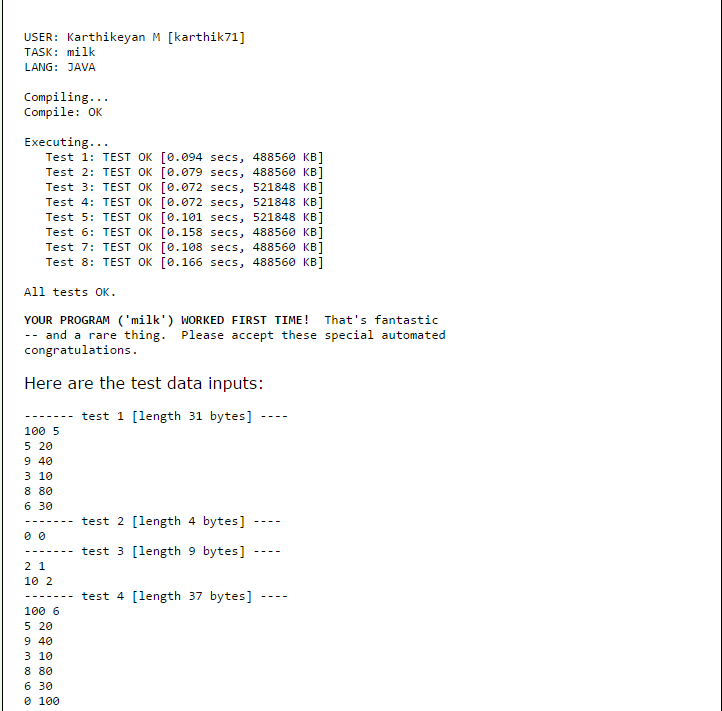 USER: Karthikeyan M [karthik71]
TASK: milk
LANG: JAVA
Compiling...
Compile: OK
Executing...
Test 1: TEST OK [0.094 secs, 488560 KB]
Test 2: TEST OK [0.079 secs, 488560 KB]
Test 3: TEST OK [0.072 secs, 521848 KB]
Test 4: TEST OK [0.072 secs, 521848 KB]
Test 5: TEST OK [0.101 secs, 521848 KB]
Test 6: TEST OK [0.158 secs, 488560 KB]
Test 7: TEST OK [0.108 secs, 488560 KB]
Test 8: TEST OK [0.166 secs, 488560 KB]
All tests OK.
YOUR PROGRAM ('milk') WORKED FIRST TIME! That's fantastic
-- and a rare thing. Please accept these special automated
congratulations.
Here are the test data inputs:
------- test 1 [length 31 bytes] ----
100 5
5 20
9 40
3 10
8 80
6 30
------- test 2 [length 4 bytes] ----
0 0
------- test 3 [length 9 bytes] ----
2 1
10 2
------- test 4 [length 37 bytes] ----
100 6
5 20
9 40
3 10
8 80
6 30
0 100